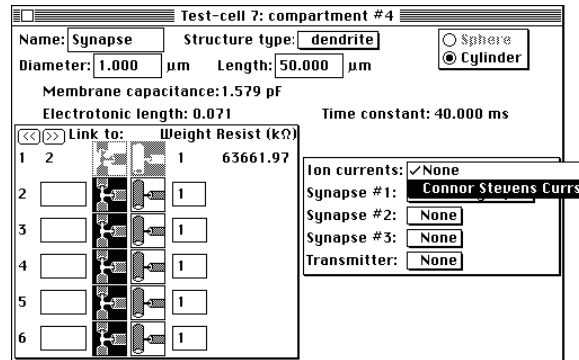 Test-cell 7: compartment #4
Name: Synapse Structure type: dendrite Sphere
Diameter: 1.000 µm Length: 50.000 µm Cylinder
Membrane capacitance: 1.579 pF
Electrotonic length: 0.071 Time constant: 40.000 ms
<< >> Link to: Weight Resist (kΩ)
1 2 1 63661.97
2 1
3 1
4 1
5 1
6 1
Ion currents: ✓None
Connor Stevens Currs
Synapse #1:
Synapse #2: None
Synapse #3: None
Transmitter: None